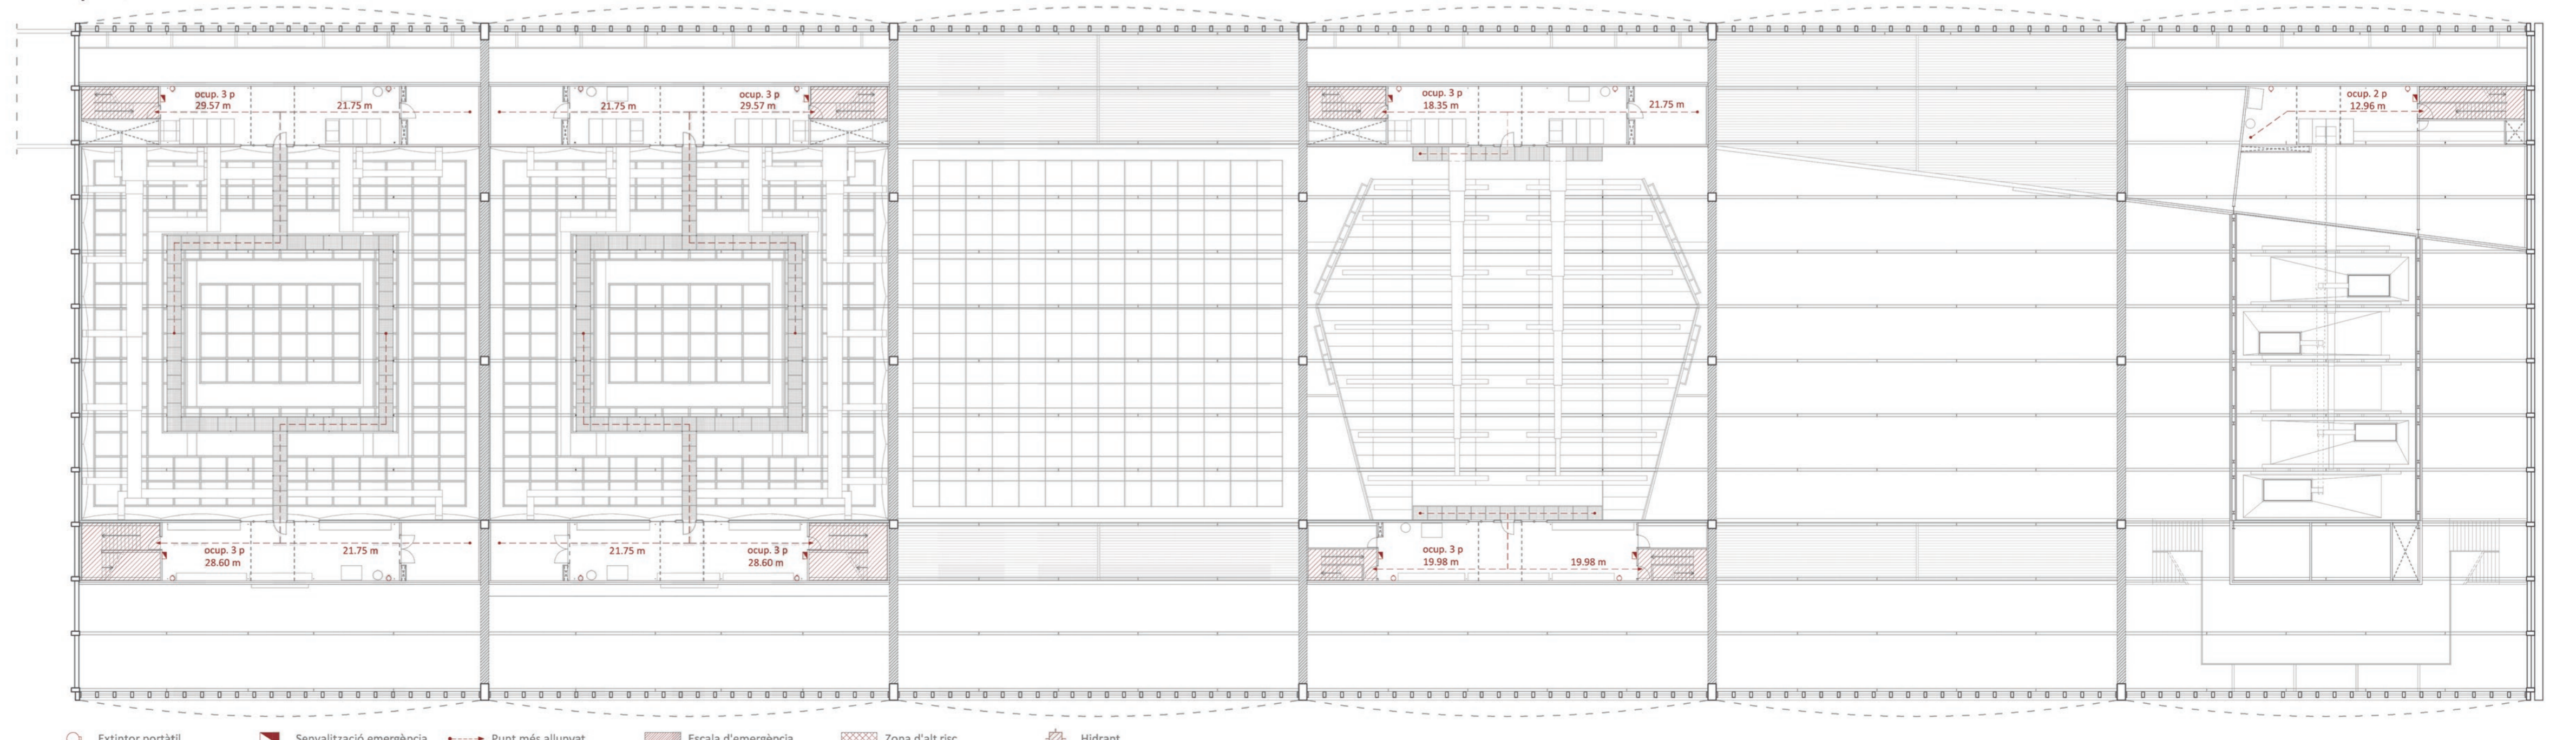 ocup. 3 p
29.57 m
21.75 m
21.75 m
ocup. 3 p
29.57 m
ocup. 3 p
18.35 m
21.75 m
ocup. 2 p
12.96 m
ocup. 3 p
28.60 m
21.75 m
21.75 m
ocup. 3 p
28.60 m
ocup. 3 p
19.98 m
19.98 m
Extintor portàtil
Senyalització emergència
Punt més allunyat
Escala d'emergència
Zona d'alt risc
Hidrant